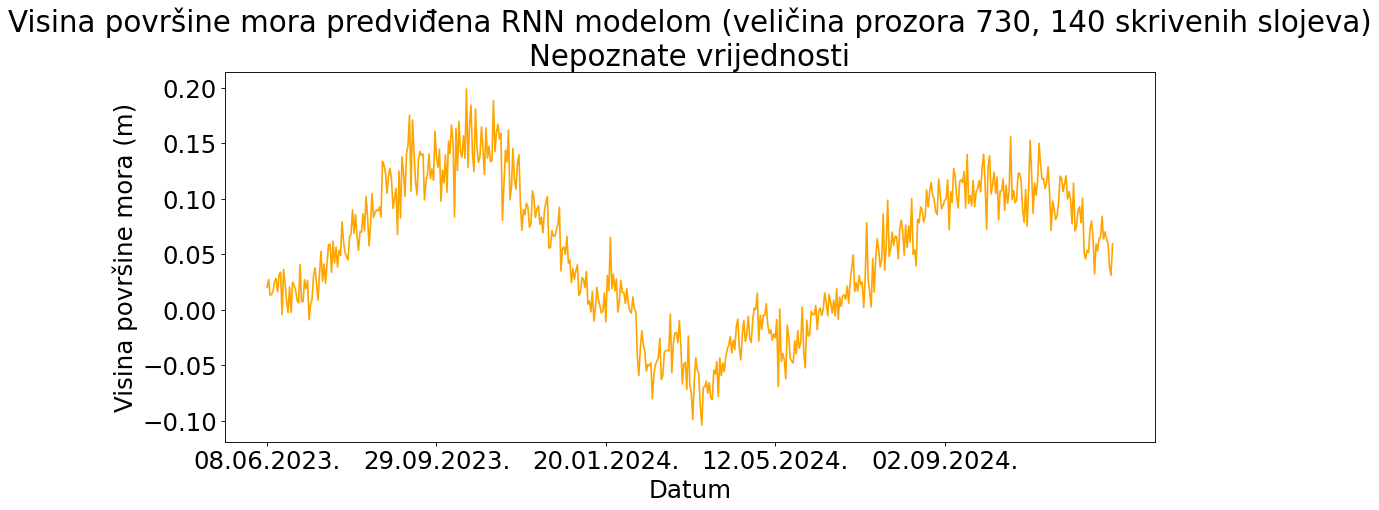 Visina površine mora predviđena RNN modelom (veličina prozora 730, 140 skrivenih slojeva)
Nepoznate vrijednosti
Visina površine mora (m)
0.20
0.15
0.10
0.05
0.00
−0.05
−0.10
08.06.2023. 29.09.2023. 20.01.2024. 12.05.2024. 02.09.2024.
Datum